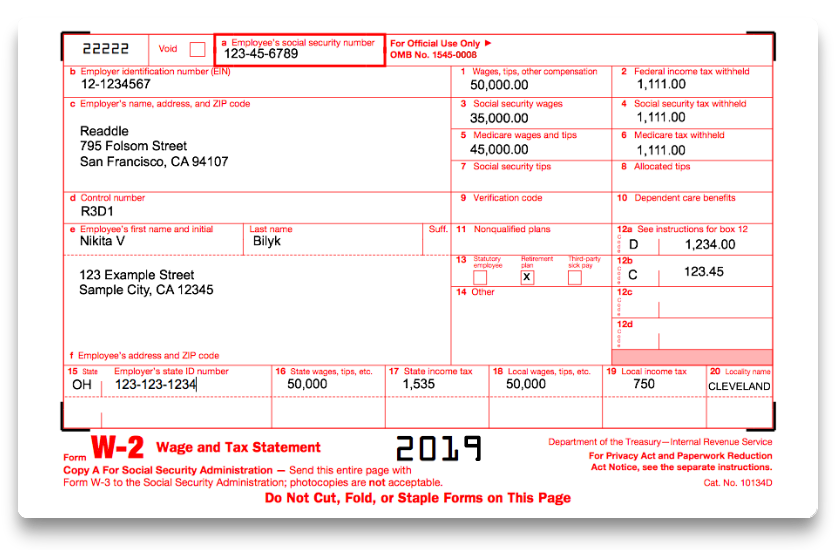 22222
Void
a Employee's social security number
123-45-6789
For Official Use Only ►
OMB No. 1545-0008
b Employer identification number (EIN)
12-1234567
1 Wages, tips, other compensation
50,000.00
2 Federal income tax withheld
1,111.00
c Employer's name, address, and ZIP code
Readdle
795 Folsom Street
San Francisco, CA 94107
3 Social security wages
35,000.00
4 Social security tax withheld
1,111.00
5 Medicare wages and tips
45,000.00
6 Medicare tax withheld
1,111.00
7 Social security tips
8 Allocated tips
d Control number
R3D1
9 Verification code
10 Dependent care benefits
e Employee's first name and initial
Nikita V
Last name
Bilyk
Suff.
11 Nonqualified plans
12a See instructions for box 12
Code
D 1,234.00
123 Example Street
Sample City, CA 12345
13 Statutory employee
Retirement plan
X
Third-party sick pay
12b
Code
C 123.45
14 Other
12c
Code
12d
Code
f Employee's address and ZIP code
15 State
OH
Employer's state ID number
123-123-1234
16 State wages, tips, etc.
50,000
17 State income tax
1,535
18 Local wages, tips, etc.
50,000
19 Local income tax
750
20 Locality name
CLEVELAND
Form W-2 Wage and Tax Statement
2019
Department of the Treasury—Internal Revenue Service
For Privacy Act and Paperwork Reduction
Act Notice, see the separate instructions.
Copy A For Social Security Administration — Send this entire page with
Form W-3 to the Social Security Administration; photocopies are not acceptable.
Cat. No. 10134D
Do Not Cut, Fold, or Staple Forms on This Page